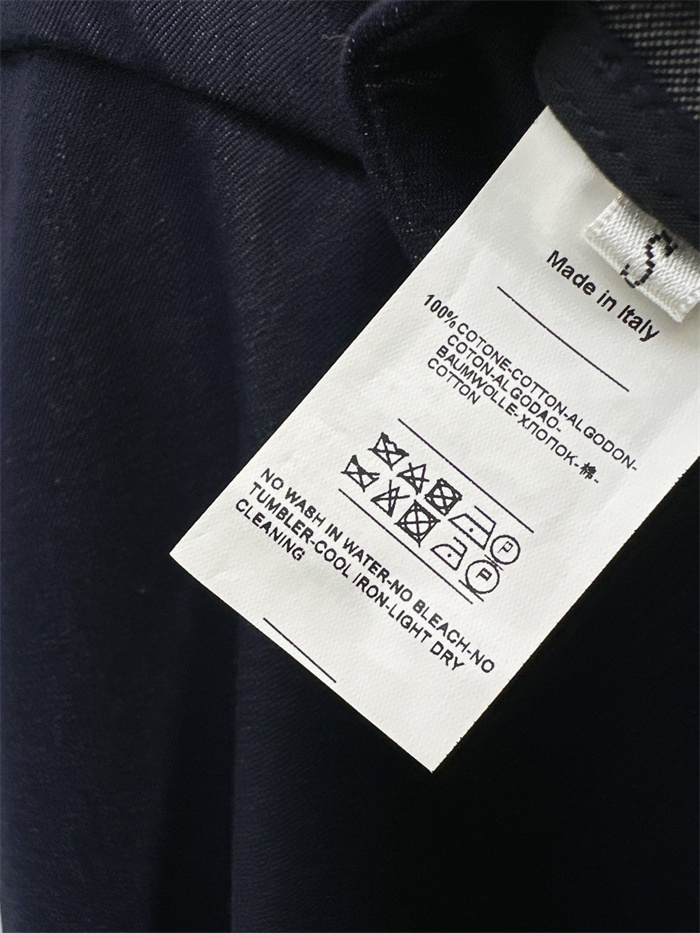 S
Made in Italy
100% COTONE-COTTON-ALGODON-
COTON-ALGODAO-
BAUMWOLLE-ХЛОПОК-棉-
COTTON
P
P
NO WASH IN WATER-NO BLEACH-NO
TUMBLER-COOL IRON-LIGHT DRY
CLEANING